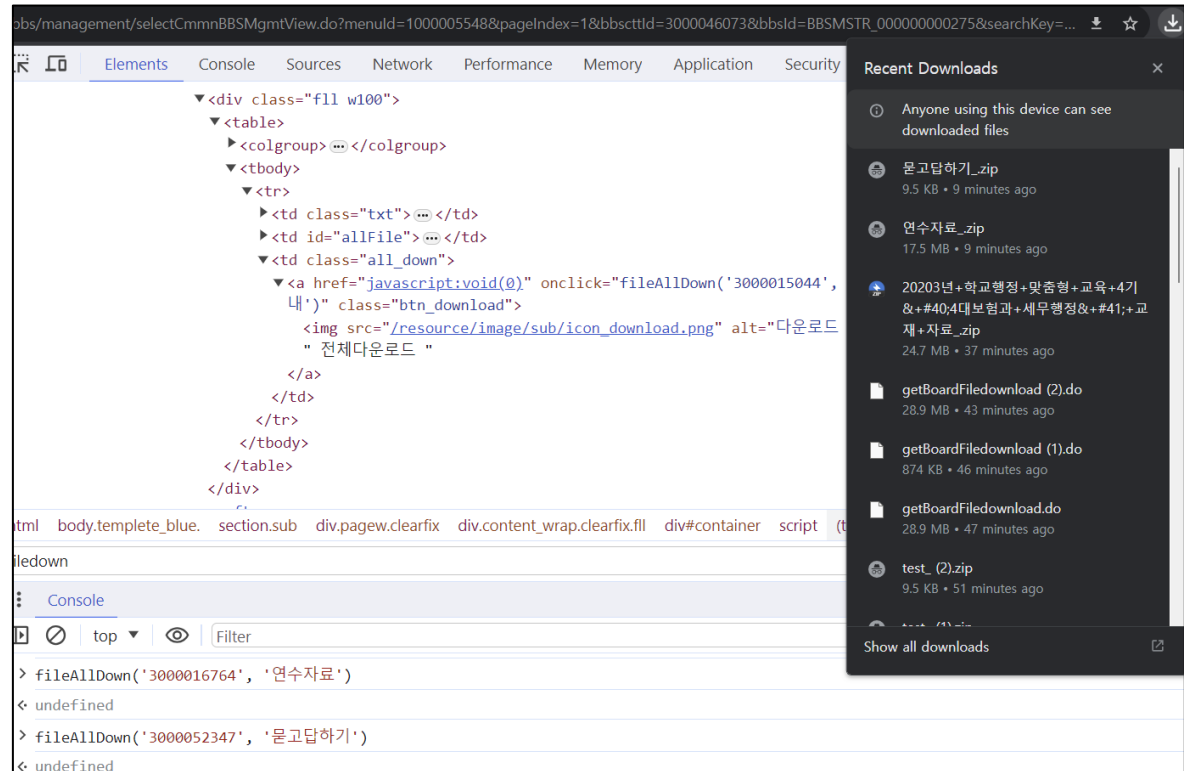 bbs/management/selectCmmnBBSMgmtView.do?menuId=1000005548&pageIndex=1&bbscttId=3000046073&bbsId=BBSMSTR_0000000000275&searchKey=...
Elements Console Sources Network Performance Memory Application Security
<div class="fll w100">
<table>
<colgroup> ... </colgroup>
<tbody>
<tr>
<td class="txt"> ... </td>
<td id="allFile"> ... </td>
<td class="all_down">
<a href="javascript:void(0)" onclick="fileAllDown('3000015044',
내')" class="btn_download">
<img src="/resource/image/sub/icon_download.png" alt="다운로드
" 전체다운로드 "
</a>
</td>
</tr>
</tbody>
</table>
</div>
html body.templete_blue. section.sub div.pagew.clearfix div.content_wrap.clearfix.fll div#container script (t
iledown
Console
top Filter
fileAllDown('3000016764', '연수자료')
undefined
fileAllDown('3000052347', '묻고답하기')
undefined
Recent Downloads
Anyone using this device can see
downloaded files
묻고답하기_.zip
9.5 KB • 9 minutes ago
연수자료_.zip
17.5 MB • 9 minutes ago
20203년+학교행정+맞춤형+교육+4기
&+#40;4대보험과+세무행정&+#41;+교
재+자료_.zip
24.7 MB • 37 minutes ago
getBoardFiledownload (2).do
28.9 MB • 43 minutes ago
getBoardFiledownload (1).do
874 KB • 46 minutes ago
getBoardFiledownload.do
28.9 MB • 47 minutes ago
test_ (2).zip
9.5 KB • 51 minutes ago
Show all downloads